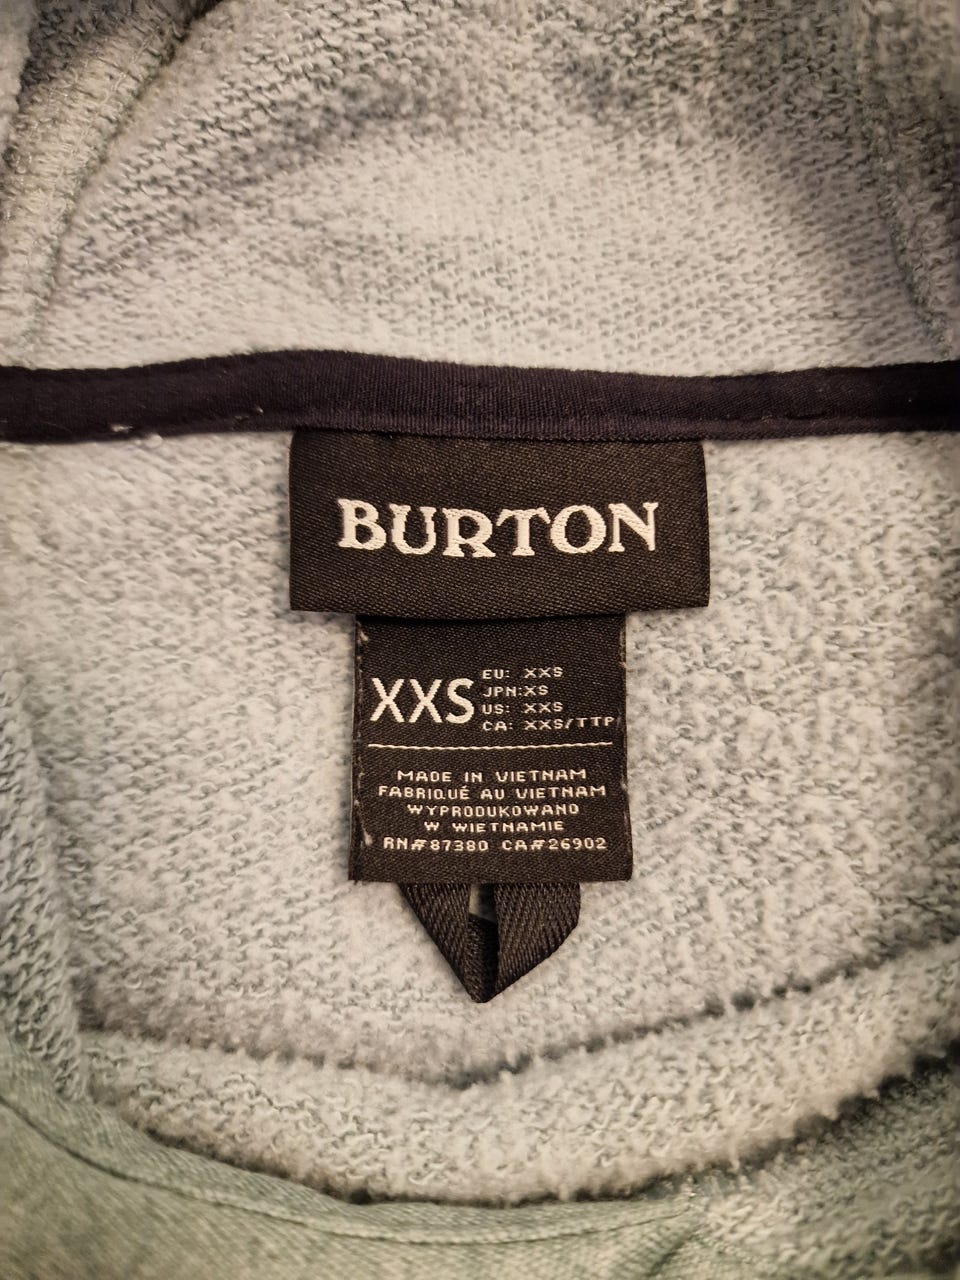 BURTON
XXS
EU: XXS
JPN:XS
US: XXS
CA: XXS/TTP
MADE IN VIETNAM
FABRIQUÉ AU VIETNAM
WYPRODUKOWANO
W WIETNAMIE
RN#87380 CA#26902